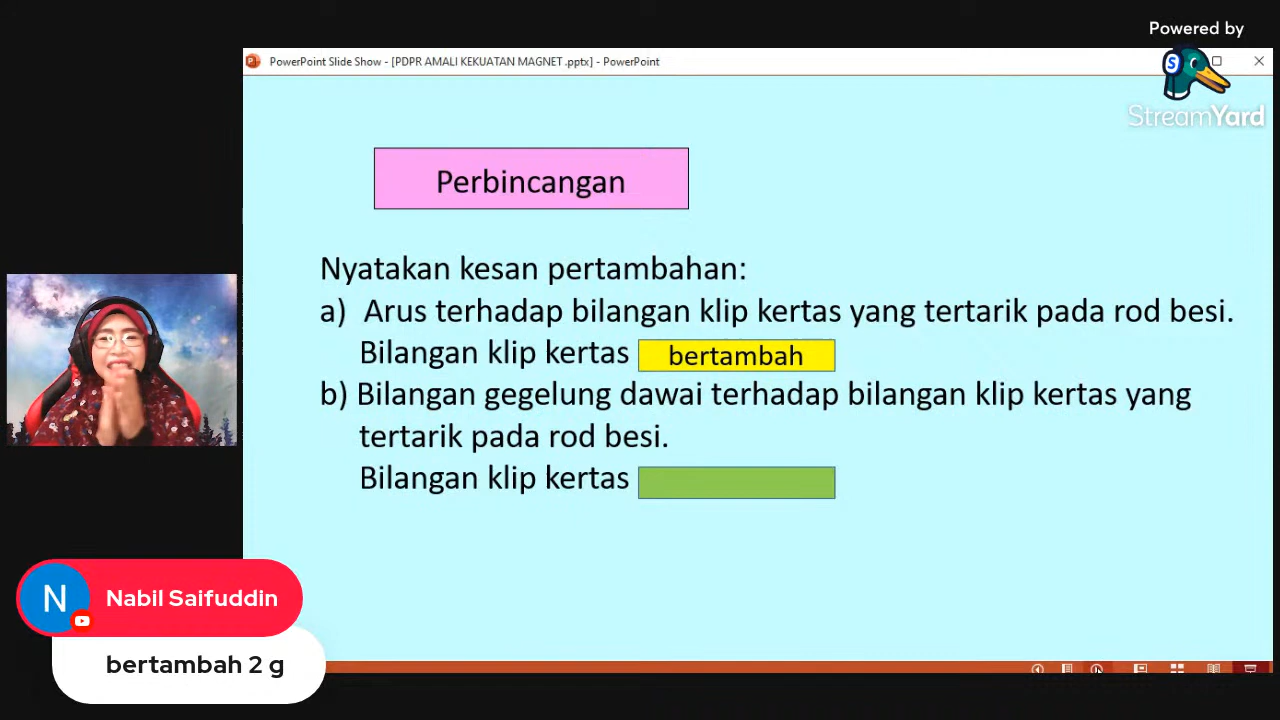 Powered by
StreamYard
PowerPoint Slide Show - [PDPR AMALI KEKUATAN MAGNET .pptx] - PowerPoint
Perbincangan
Nyatakan kesan pertambahan:
a) Arus terhadap bilangan klip kertas yang tertarik pada rod besi.
Bilangan klip kertas bertambah
b) Bilangan gegelung dawai terhadap bilangan klip kertas yang
tertarik pada rod besi.
Bilangan klip kertas
N Nabil Saifuddin
bertambah 2 g